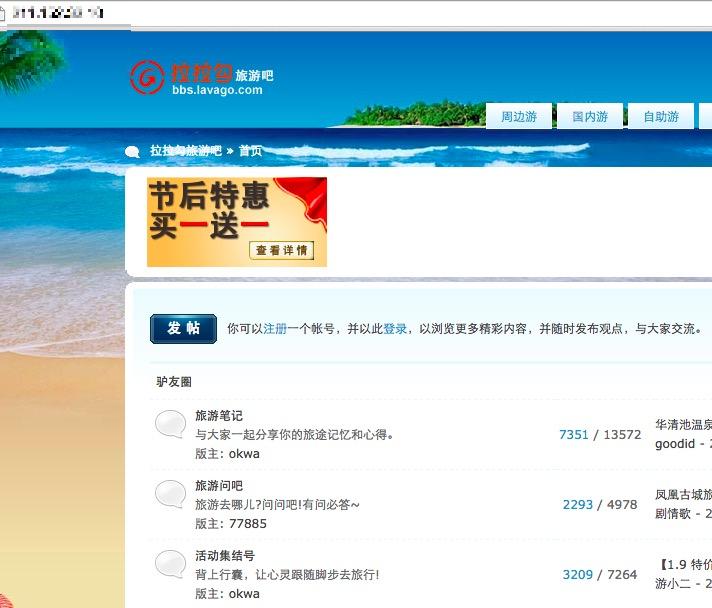 拉拉勾旅游吧
bbs.lavago.com
周边游 国内游 自助游
拉拉勾旅游吧 » 首页
节后特惠
买一送一
查看详情
发帖 你可以注册一个帐号，并以此登录，以浏览更多精彩内容，并随时发布观点，与大家交流。
驴友圈
旅游笔记
与大家一起分享你的旅途记忆和心得。 7351 / 13572 华清池温泉
版主: okwa goodid - 2
旅游问吧
旅游去哪儿?问问吧!有问必答~ 2293 / 4978 凤凰古城旅
版主: 77885 剧情歌 - 2
活动集结号
背上行囊，让心灵跟随脚步去旅行! 3209 / 7264 【1.9 特价
版主: okwa 游小二 - 2